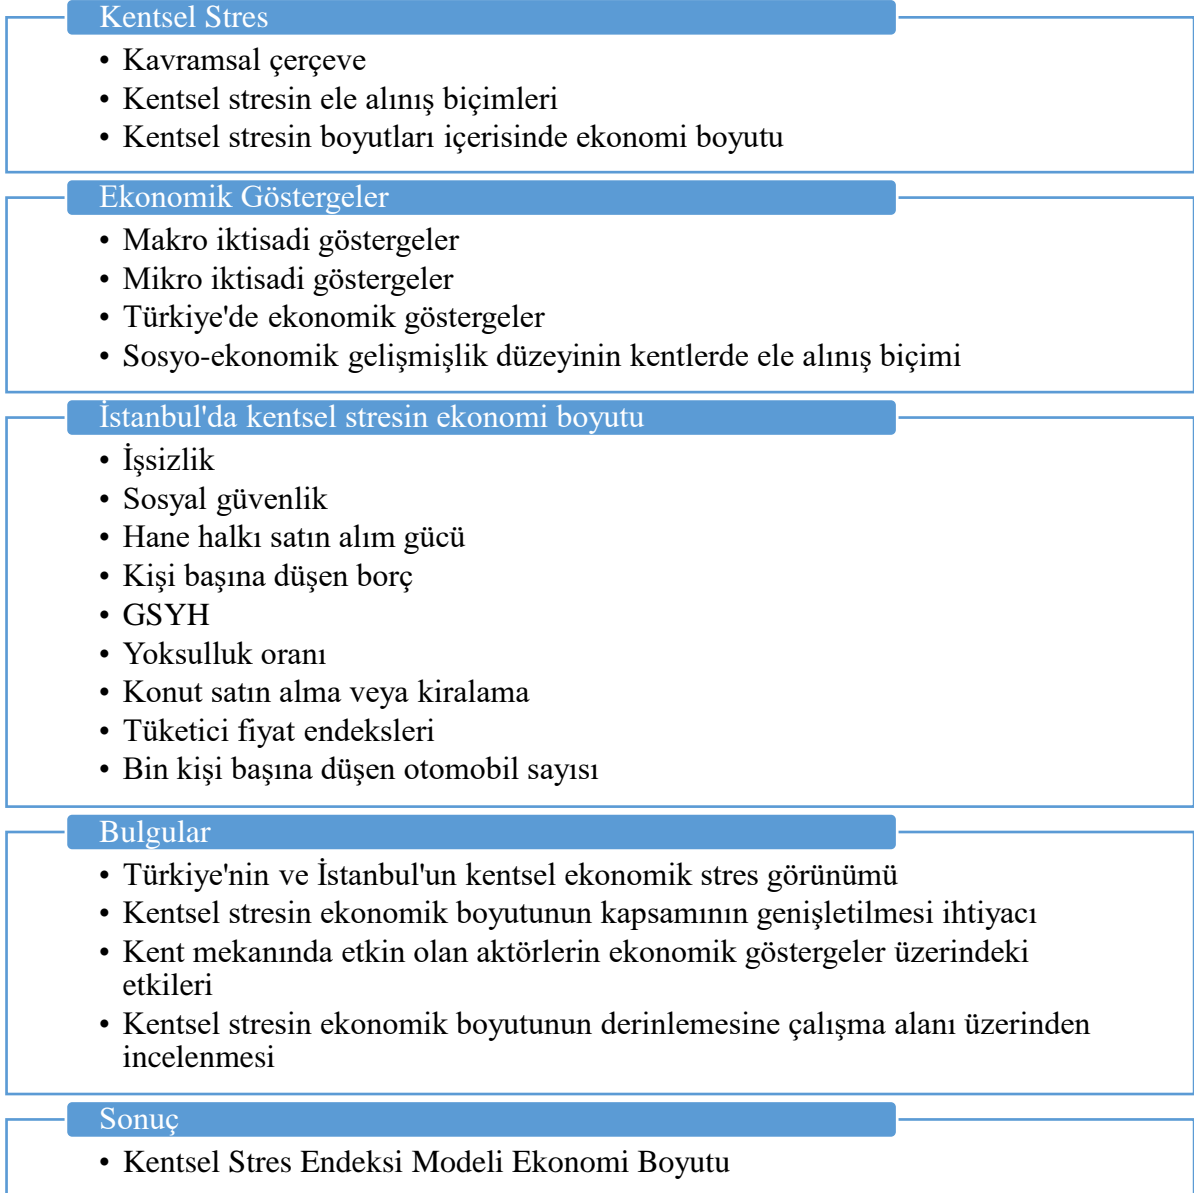 Kentsel Stres
• Kavramsal çerçeve
• Kentsel stresin ele alınış biçimleri
• Kentsel stresin boyutları içerisinde ekonomi boyutu
Ekonomik Göstergeler
• Makro iktisadi göstergeler
• Mikro iktisadi göstergeler
• Türkiye'de ekonomik göstergeler
• Sosyo-ekonomik gelişmişlik düzeyinin kentlerde ele alınış biçimi
İstanbul'da kentsel stresin ekonomi boyutu
• İşsizlik
• Sosyal güvenlik
• Hane halkı satın alım gücü
• Kişi başına düşen borç
• GSYH
• Yoksulluk oranı
• Konut satın alma veya kiralama
• Tüketici fiyat endeksleri
• Bin kişi başına düşen otomobil sayısı
Bulgular
• Türkiye'nin ve İstanbul'un kentsel ekonomik stres görünümü
• Kentsel stresin ekonomik boyutunun kapsamının genişletilmesi ihtiyacı
• Kent mekanında etkin olan aktörlerin ekonomik göstergeler üzerindeki
etkileri
• Kentsel stresin ekonomik boyutunun derinlemesine çalışma alanı üzerinden
incelenmesi
Sonuç
• Kentsel Stres Endeksi Modeli Ekonomi Boyutu